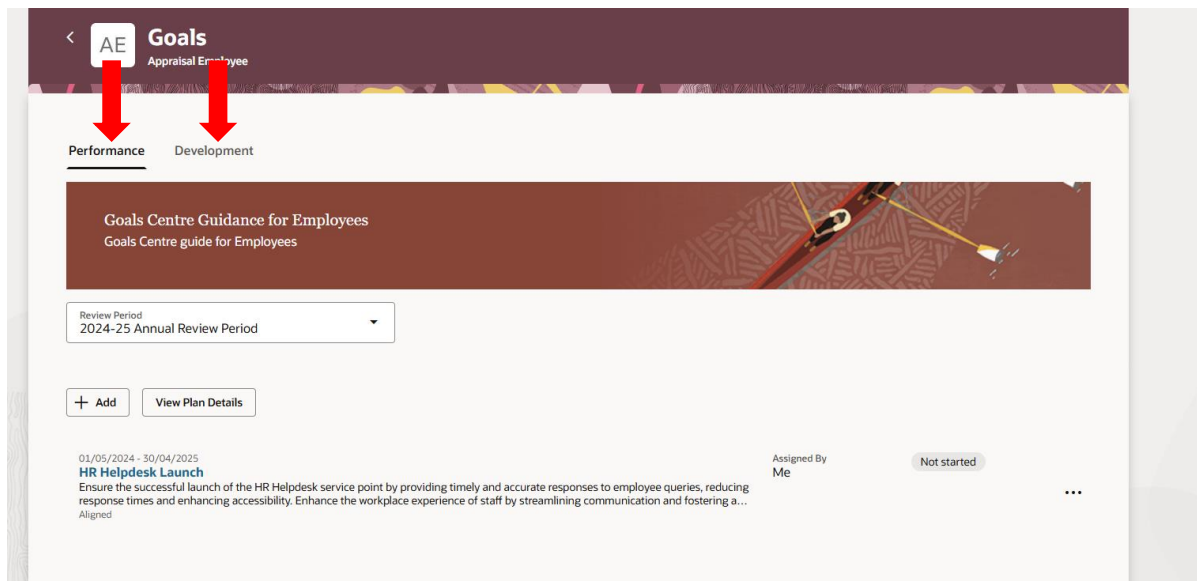 AE
Goals
Appraisal Employee
Performance Development
Goals Centre Guidance for Employees
Goals Centre guide for Employees
Review Period
2024-25 Annual Review Period
+ Add View Plan Details
01/05/2024 - 30/04/2025
HR Helpdesk Launch
Ensure the successful launch of the HR Helpdesk service point by providing timely and accurate responses to employee queries, reducing
response times and enhancing accessibility. Enhance the workplace experience of staff by streamlining communication and fostering a...
Aligned
Assigned By
Me
Not started
...